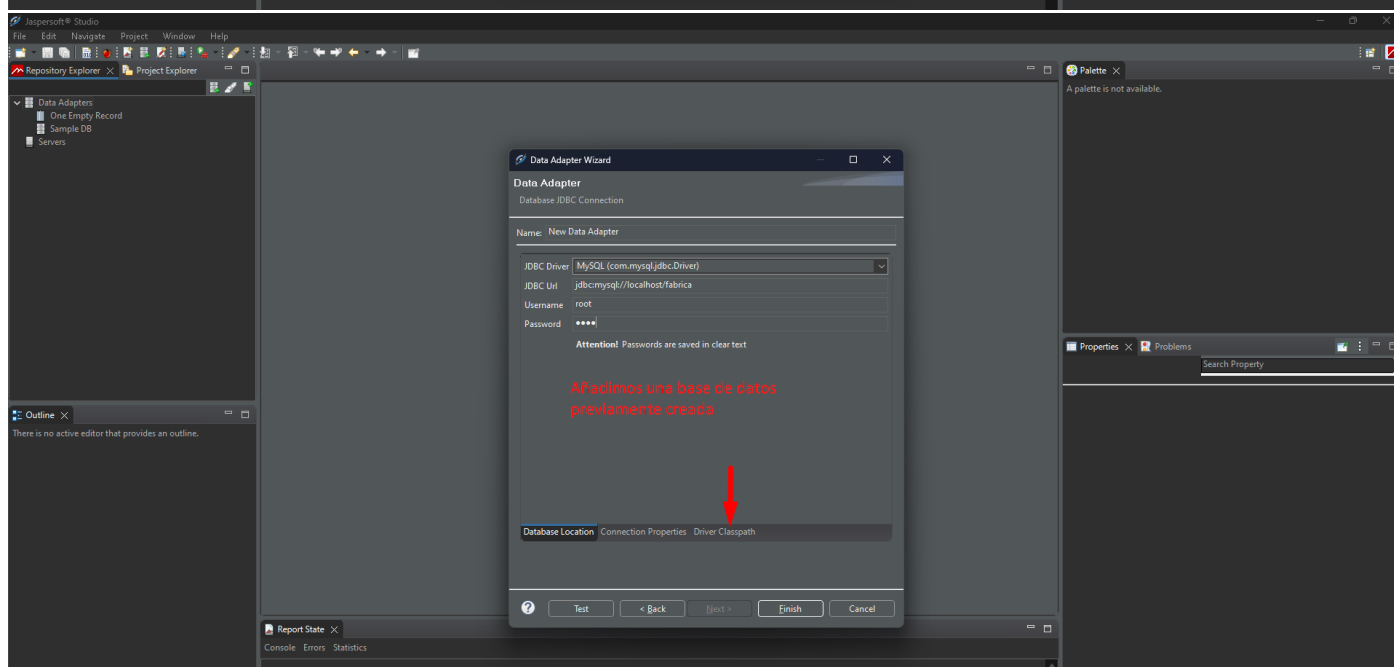 Jaspersoft® Studio
File Edit Navigate Project Window Help
Repository Explorer Project Explorer
Palette
A palette is not available.
Data Adapters
One Empty Record
Sample DB
Servers
Data Adapter Wizard
Data Adapter
Database JDBC Connection
Name: New Data Adapter
JDBC Driver MySQL (com.mysql.jdbc.Driver)
JDBC Url jdbc:mysql://localhost/fabrica
Username root
Password ••••
Attention! Passwords are saved in clear text
Properties Problems
Search Property
Añadimos una base de datos
previamente creada
Outline
There is no active editor that provides an outline.
Database Location Connection Properties Driver Classpath
? Test < Back Next > Finish Cancel
Report State
Console Errors Statistics